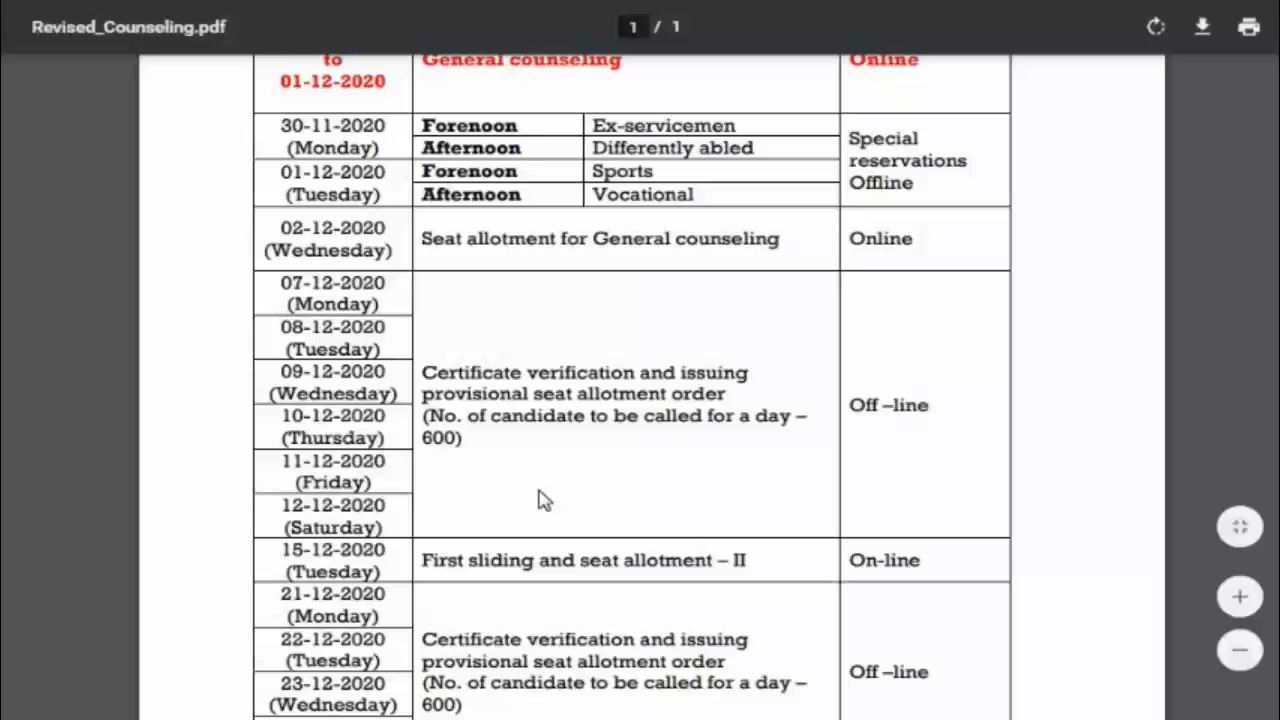 Revised_Counseling.pdf
1 / 1
to
01-12-2020
General counseling
Online
30-11-2020
(Monday)
Forenoon
Ex-servicemen
Afternoon
Differently abled
01-12-2020
(Tuesday)
Forenoon
Sports
Afternoon
Vocational
Special
reservations
Offline
02-12-2020
(Wednesday)
Seat allotment for General counseling
Online
07-12-2020
(Monday)
08-12-2020
(Tuesday)
09-12-2020
(Wednesday)
10-12-2020
(Thursday)
11-12-2020
(Friday)
12-12-2020
(Saturday)
Certificate verification and issuing
provisional seat allotment order
(No. of candidate to be called for a day –
600)
Off –line
15-12-2020
(Tuesday)
First sliding and seat allotment – II
On-line
21-12-2020
(Monday)
22-12-2020
(Tuesday)
23-12-2020
(Wednesday)
Certificate verification and issuing
provisional seat allotment order
(No. of candidate to be called for a day –
600)
Off –line